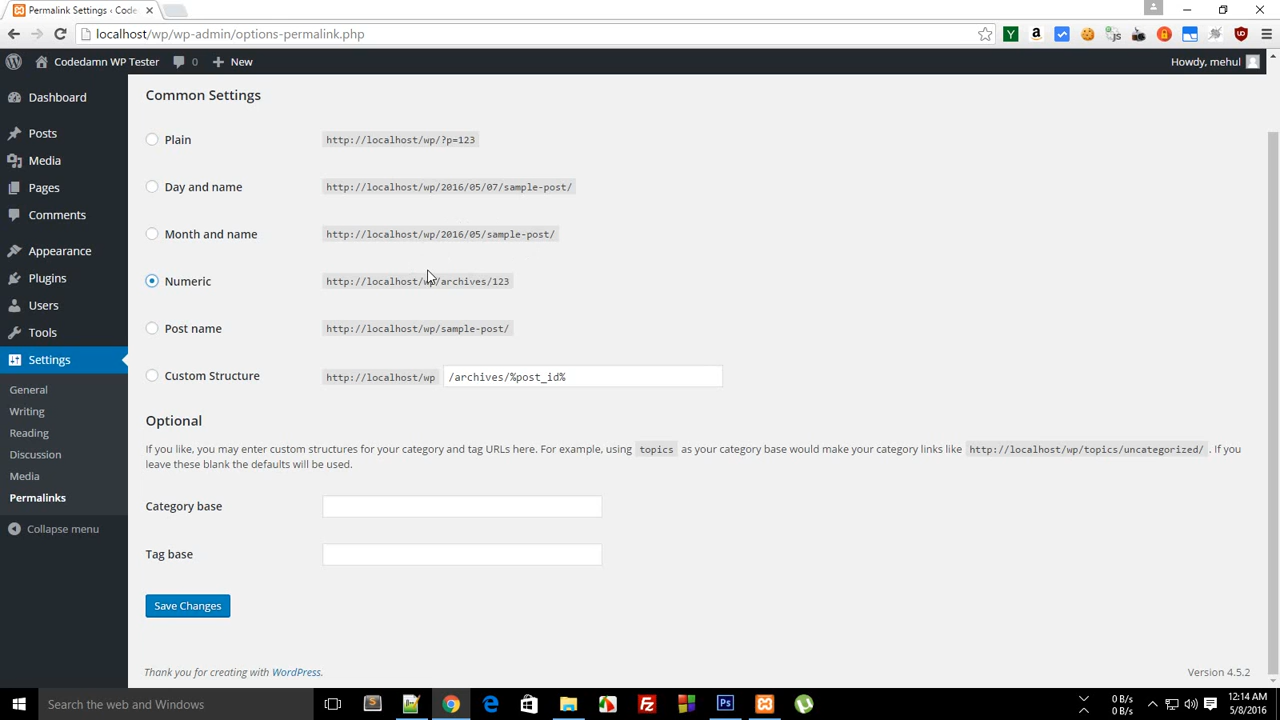 Permalink Settings ‹ Code
localhost/wp/wp-admin/options-permalink.php
Codedamn WP Tester
0
New
Howdy, mehul
Dashboard
Posts
Media
Pages
Comments
Appearance
Plugins
Users
Tools
Settings
General
Writing
Reading
Discussion
Media
Permalinks
Collapse menu
Common Settings
Plain http://localhost/wp/?p=123
Day and name http://localhost/wp/2016/05/07/sample-post/
Month and name http://localhost/wp/2016/05/sample-post/
Numeric http://localhost/wp/archives/123
Post name http://localhost/wp/sample-post/
Custom Structure http://localhost/wp /archives/%post_id%
Optional
If you like, you may enter custom structures for your category and tag URLs here. For example, using topics as your category base would make your category links like http://localhost/wp/topics/uncategorized/ . If you
leave these blank the defaults will be used.
Category base
Tag base
Save Changes
Thank you for creating with WordPress.
Version 4.5.2
Search the web and Windows
0 B/s
0 B/s
12:14 AM
5/8/2016